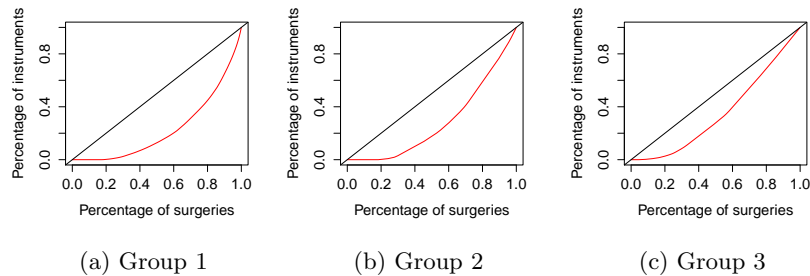 Percentage of instruments
0.0 0.4 0.8
0.0 0.2 0.4 0.6 0.8 1.0
Percentage of surgeries
(a) Group 1
Percentage of instruments
0.0 0.4 0.8
0.0 0.2 0.4 0.6 0.8 1.0
Percentage of surgeries
(b) Group 2
Percentage of instruments
0.0 0.4 0.8
0.0 0.2 0.4 0.6 0.8 1.0
Percentage of surgeries
(c) Group 3